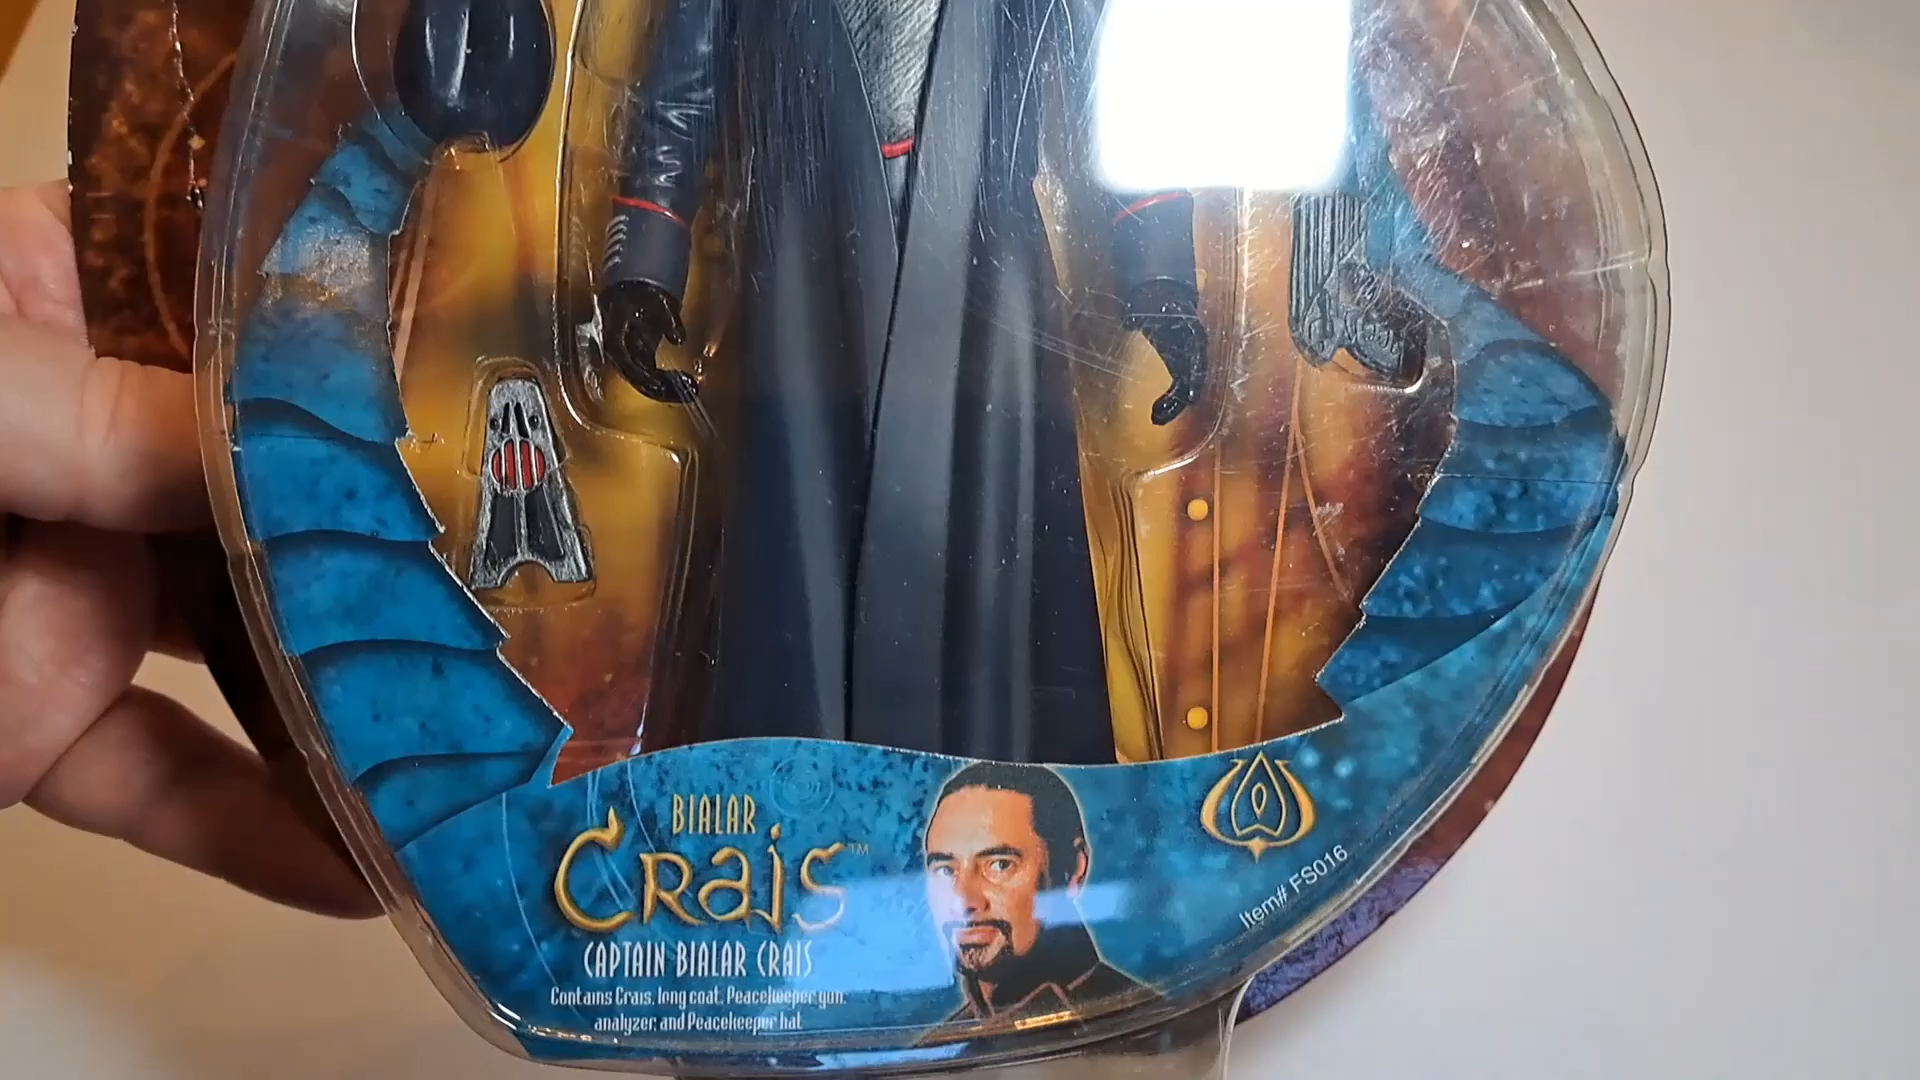 BIALAR
Crais™
CAPTAIN BIALAR CRAIS
Contains Crais, long coat, Peacekeeper gun,
analyzer, and Peacekeeper hat
Item# FS016